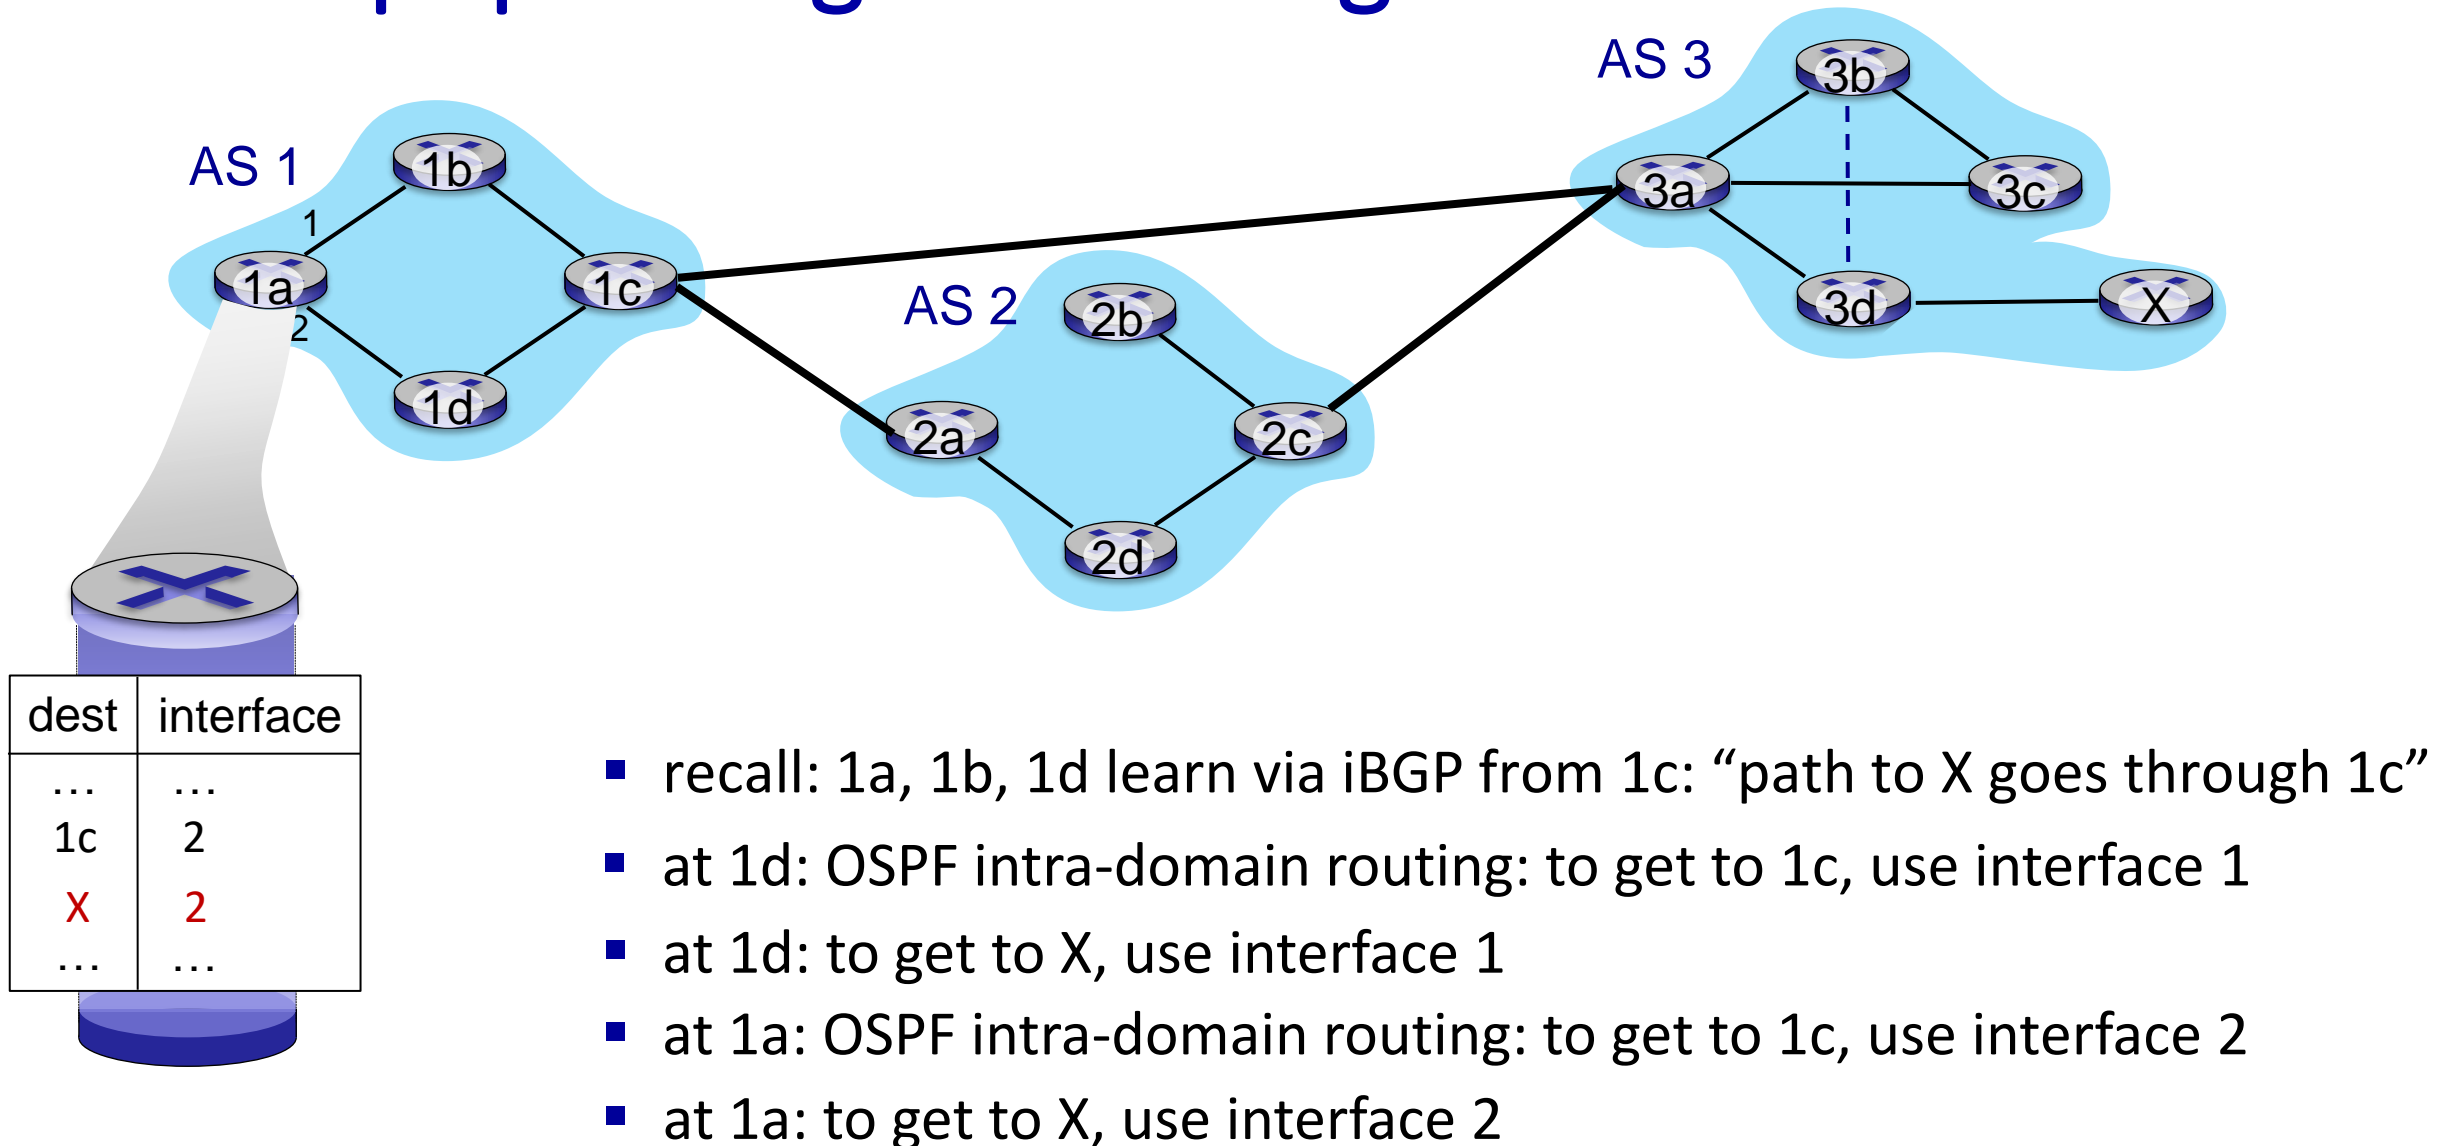 AS 3
3b
AS 1
1b
1
3a
3c
1a
1c
2
AS 2
2b
3d
X
1d
2a
2c
2d
dest interface
… …
1c 2
X 2
… …
▪ recall: 1a, 1b, 1d learn via iBGP from 1c: “path to X goes through 1c”
▪ at 1d: OSPF intra-domain routing: to get to 1c, use interface 1
▪ at 1d: to get to X, use interface 1
▪ at 1a: OSPF intra-domain routing: to get to 1c, use interface 2
▪ at 1a: to get to X, use interface 2